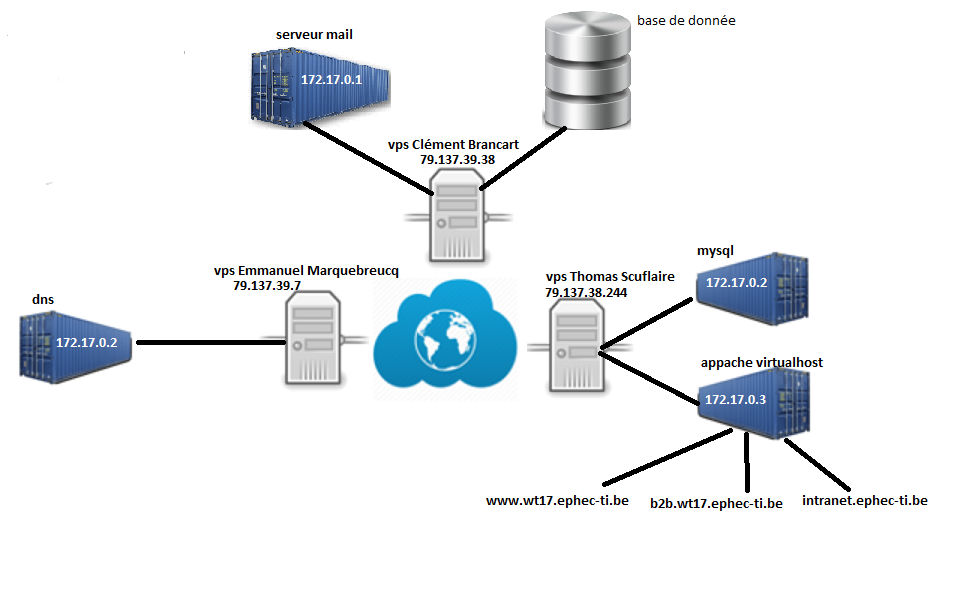 base de donnée
serveur mail
172.17.0.1
vps Clément Brancart
79.137.39.38
vps Emmanuel Marquebreucq
79.137.39.7
vps Thomas Scuflaire
79.137.38.244
mysql
172.17.0.2
dns
172.17.0.2
appache virtualhost
172.17.0.3
www.wt17.ephec-ti.be
b2b.wt17.ephec-ti.be
intranet.ephec-ti.be